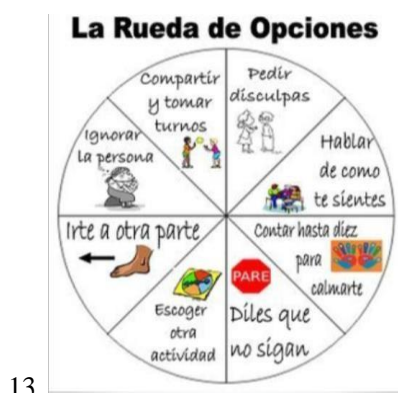 La Rueda de Opciones
Pedir
disculpas
Hablar
de como
te sientes
Contar hasta diez
para
calmarte
PARE
Diles que
no sigan
Escoger
otra
actividad
Irte a otra parte
Ignorar
la persona
Compartir
y tomar
turnos
13